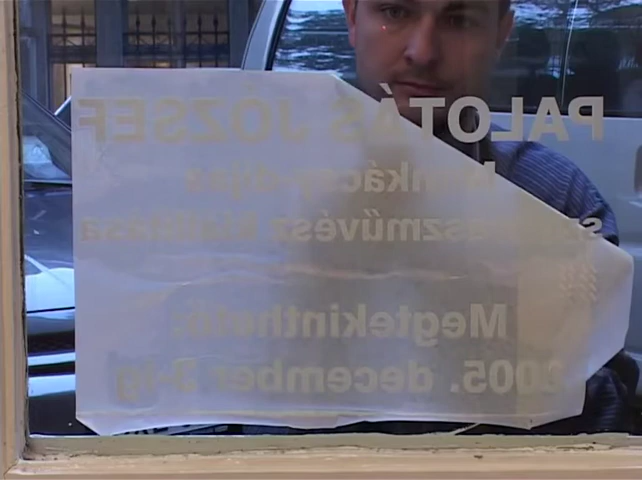 PALOTÁS JÓZSEF
Munkácsy-díjas
szobrászművész kiállítása
Megtekinthető:
2005. december 3-ig